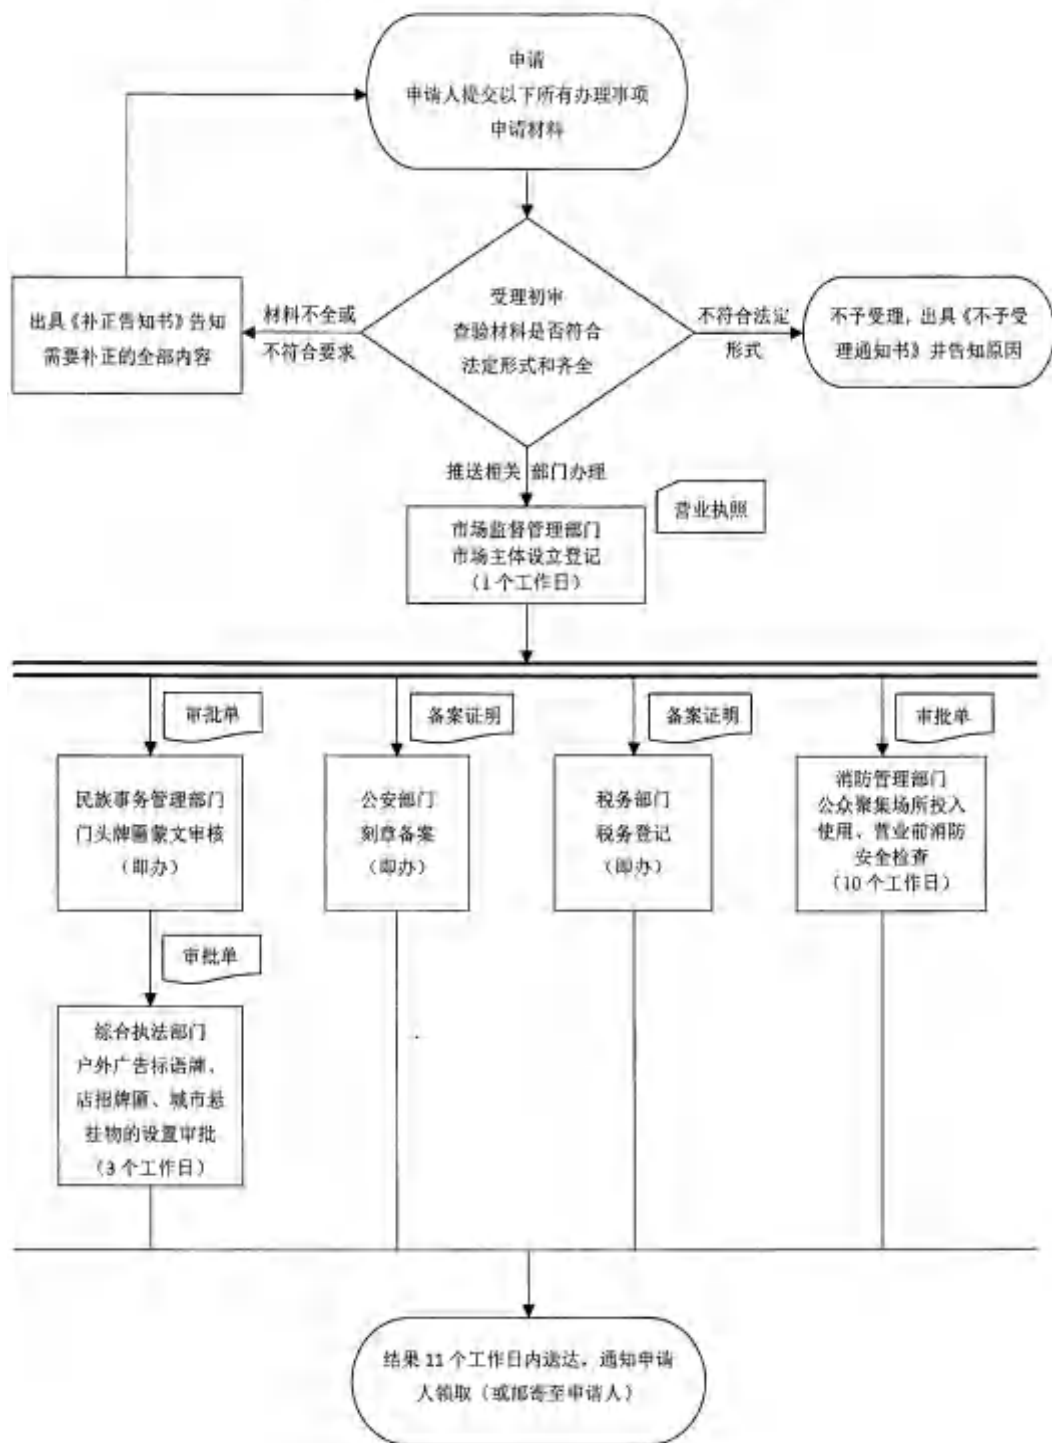 申请
申请人提交以下所有办理事项
申请材料
出具《补正告知书》告知
需要补正的全部内容
材料不全或
不符合要求
受理初审
查验材料是否符合
法定形式和齐全
不符合法定
形式
不予受理,出具《不予受
理通知书》并告知原因
推送相关 部门办理
营业执照
市场监督管理部门
市场主体设立登记
(1个工作日)
审批单
备案证明
备案证明
审批单
民族事务管理部门
门头牌匾蒙文审核
(即办)
公安部门
刻章备案
(即办)
税务部门
税务登记
(即办)
消防管理部门
公众聚集场所投入
使用、营业前消防
安全检查
(10个工作日)
审批单
综合执法部门
户外广告标语牌、
店招牌匾、城市悬
挂物的设置审批
(3个工作日)
结果11个工作日内送达,通知申请
人领取(或邮寄至申请人)